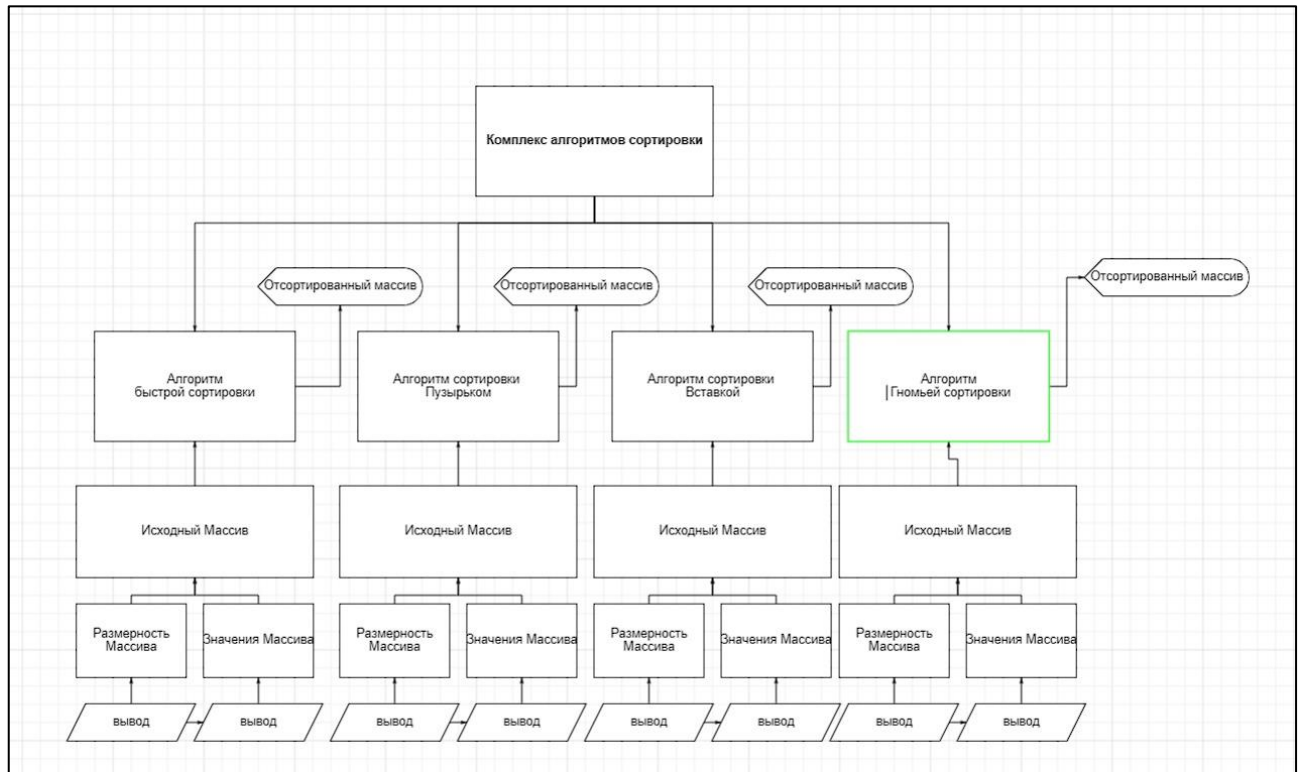 Комплекс алгоритмов сортировки
Отсортированный массив
Отсортированный массив
Отсортированный массив
Отсортированный массив
Алгоритм
быстрой сортировки
Алгоритм сортировки
Пузырьком
Алгоритм сортировки
Вставкой
Алгоритм
Гномьей сортировки
Исходный Массив
Исходный Массив
Исходный Массив
Исходный Массив
Размерность
Массива
Значения Массива
Размерность
Массива
Значения Массива
Размерность
Массива
Значения Массива
Размерность
Массива
Значения Массива
вывод
вывод
вывод
вывод
вывод
вывод
вывод
вывод